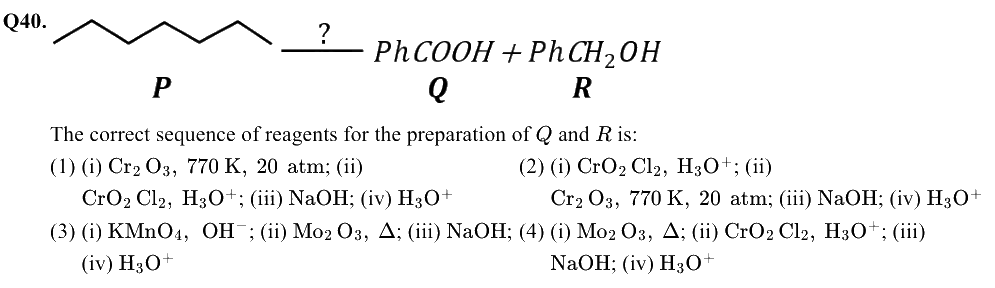 Q40.
?
PhCOOH + PhCH₂OH
P Q R
The correct sequence of reagents for the preparation of Q and R is:
(1) (i) Cr₂ O₃, 770 K, 20 atm; (ii) (2) (i) CrO₂ Cl₂, H₃O⁺; (ii)
CrO₂ Cl₂, H₃O⁺; (iii) NaOH; (iv) H₃O⁺ Cr₂ O₃, 770 K, 20 atm; (iii) NaOH; (iv) H₃O⁺
(3) (i) KMnO₄, OH⁻; (ii) Mo₂ O₃, Δ; (iii) NaOH; (4) (i) Mo₂ O₃, Δ; (ii) CrO₂ Cl₂, H₃O⁺; (iii)
(iv) H₃O⁺ NaOH; (iv) H₃O⁺